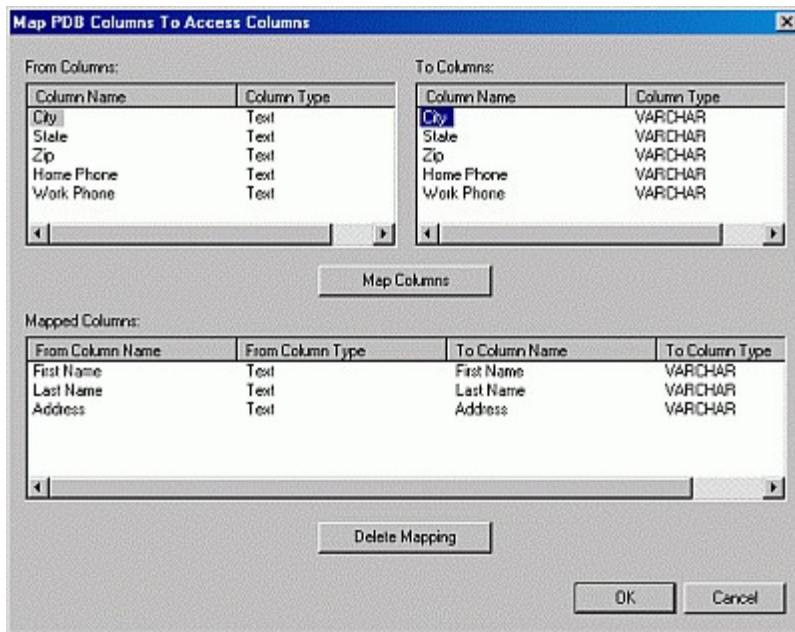 Map PDB Columns To Access Columns
From Columns:
To Columns:
Column Name Column Type
Column Name Column Type
City Text
City VARCHAR
State Text
State VARCHAR
Zip Text
Zip VARCHAR
Home Phone Text
Home Phone VARCHAR
Work Phone Text
Work Phone VARCHAR
Map Columns
Mapped Columns:
From Column Name From Column Type To Column Name To Column Type
First Name Text First Name VARCHAR
Last Name Text Last Name VARCHAR
Address Text Address VARCHAR
Delete Mapping
OK Cancel